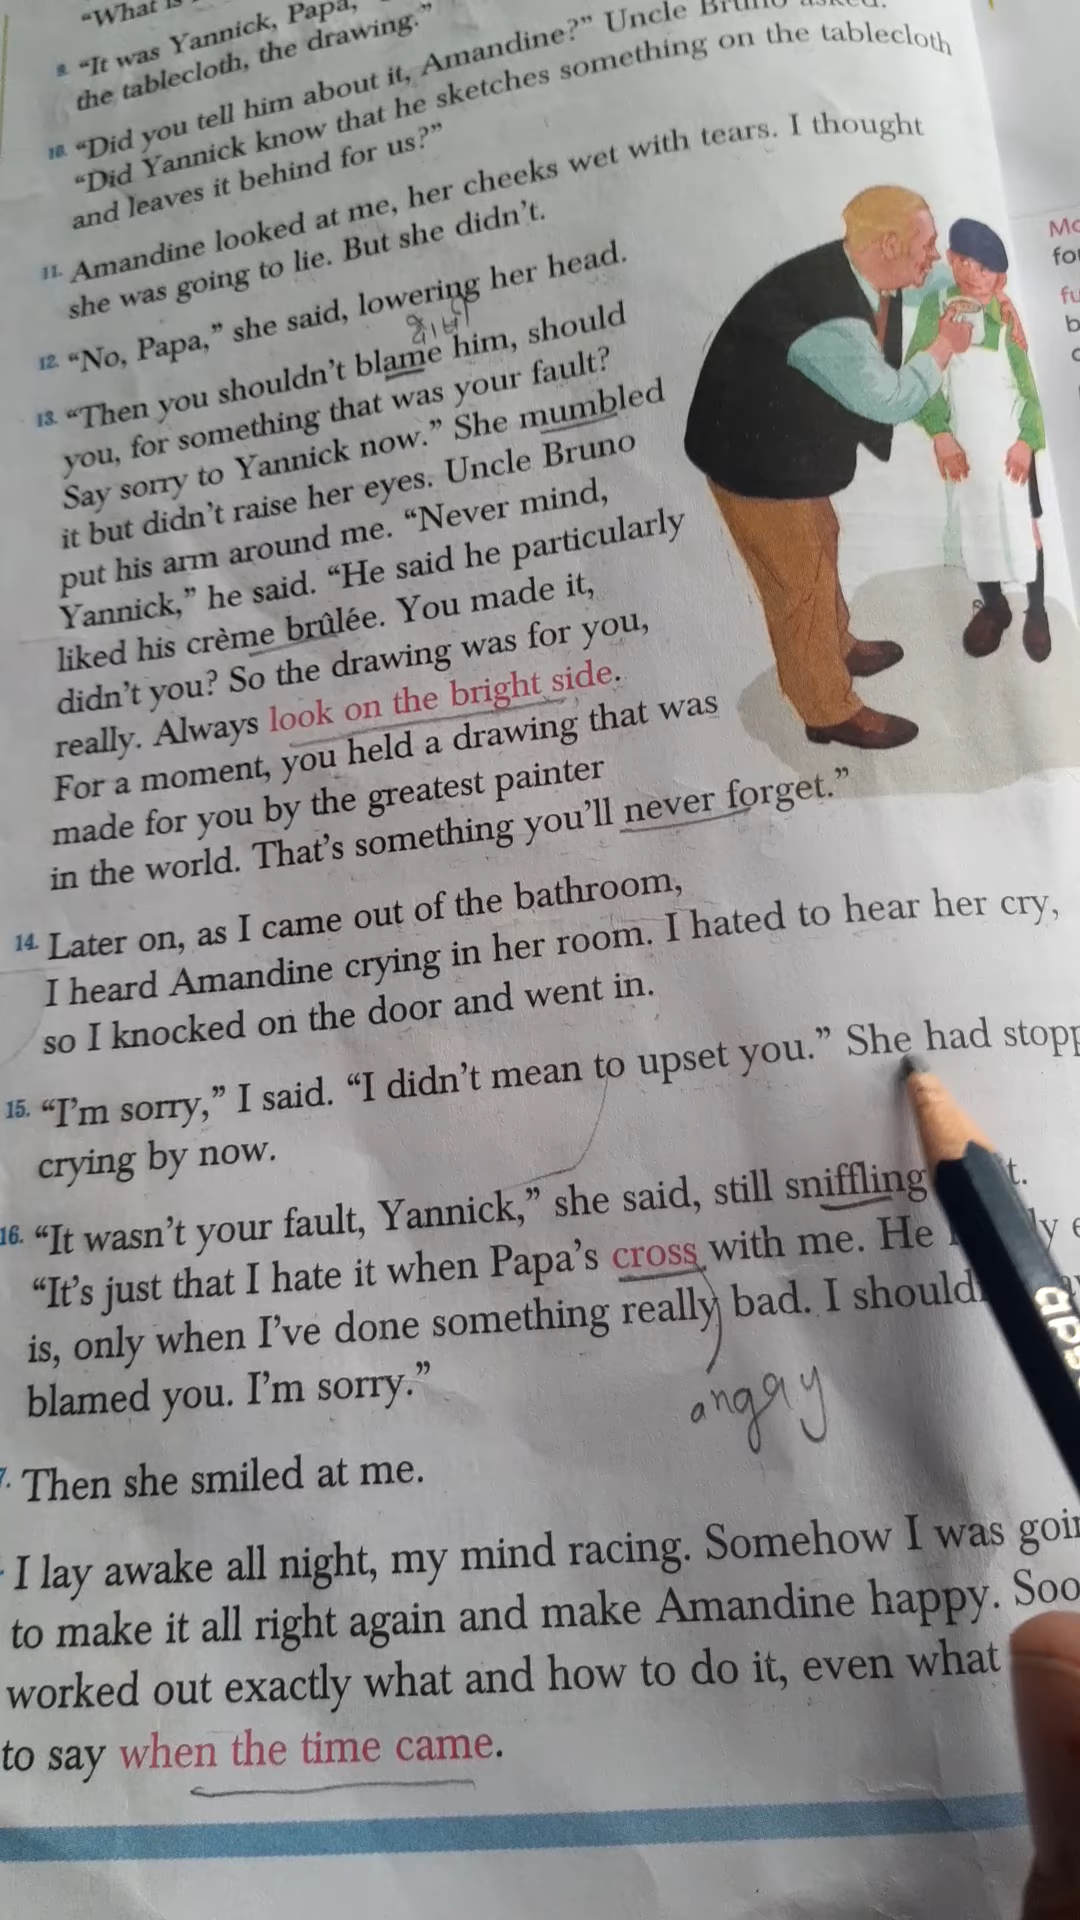 "What is
8. "It was Yannick, Papa,
the tablecloth, the drawing."
10. "Did you tell him about it, Amandine?" Uncle Bruno asked.
"Did Yannick know that he sketches something on the tablecloth
and leaves it behind for us?"
11. Amandine looked at me, her cheeks wet with tears. I thought
she was going to lie. But she didn't.
12. "No, Papa," she said, lowering her head.
13. "Then you shouldn't blame him, should
you, for something that was your fault?
Say sorry to Yannick now." She mumbled
it but didn't raise her eyes. Uncle Bruno
put his arm around me. "Never mind,
Yannick," he said. "He said he particularly
liked his crème brûlée. You made it,
didn't you? So the drawing was for you,
really. Always look on the bright side.
For a moment, you held a drawing that was
made for you by the greatest painter
in the world. That's something you'll never forget."
14. Later on, as I came out of the bathroom,
I heard Amandine crying in her room. I hated to hear her cry,
so I knocked on the door and went in.
15. "I'm sorry," I said. "I didn't mean to upset you." She had stopp
crying by now.
16. "It wasn't your fault, Yannick," she said, still sniffling t.
"It's just that I hate it when Papa's cross with me. He y e
is, only when I've done something really bad. I should
blamed you. I'm sorry."
angry
7. Then she smiled at me.
I lay awake all night, my mind racing. Somehow I was goin
to make it all right again and make Amandine happy. Soo
worked out exactly what and how to do it, even what
to say when the time came.
Mo
fo
fu
b
aps